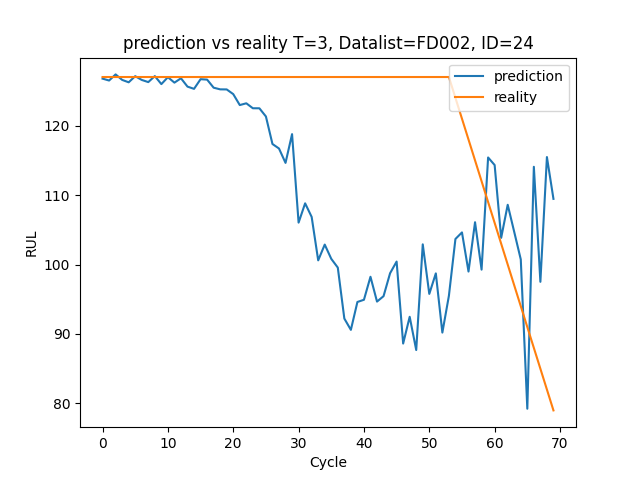 prediction vs reality T=3, Datalist=FD002, ID=24
prediction
reality
120
110
100
90
80
RUL
0 10 20 30 40 50 60 70
Cycle